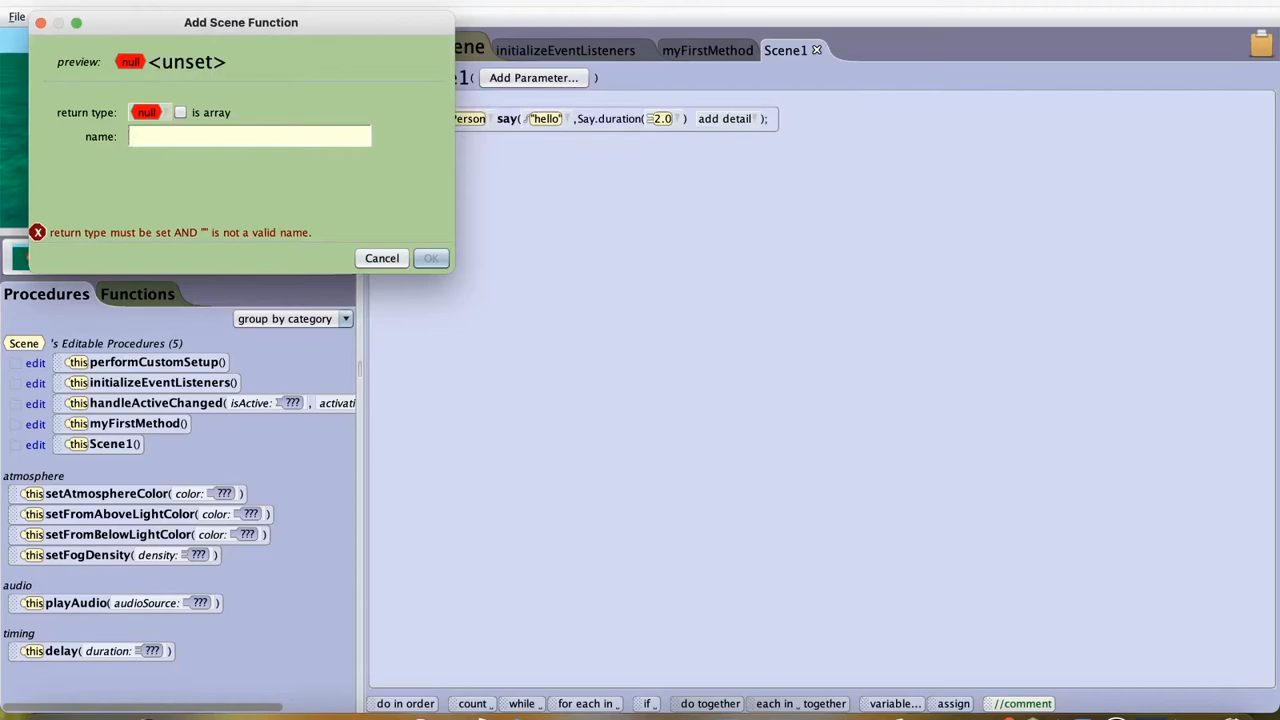 File
Add Scene Function
preview: null <unset>
return type: null is array
name:
return type must be set AND "" is not a valid name.
Cancel OK
ene initializeEventListeners myFirstMethod Scene1
e1( Add Parameter... )
Person say( "hello" ,Say.duration( 2.0 ) add detail );
Procedures Functions
group by category
Scene 's Editable Procedures (5)
edit this performCustomSetup()
edit this initializeEventListeners()
edit this handleActiveChanged( isActive: ??? , activati
edit this myFirstMethod()
edit this Scene1()
atmosphere
this setAtmosphereColor( color: ??? )
this setFromAboveLightColor( color: ??? )
this setFromBelowLightColor( color: ??? )
this setFogDensity( density: ??? )
audio
this playAudio( audioSource: ??? )
timing
this delay( duration: ??? )
do in order count _ while _ for each in _ if _ do together each in _ together variable... assign //comment